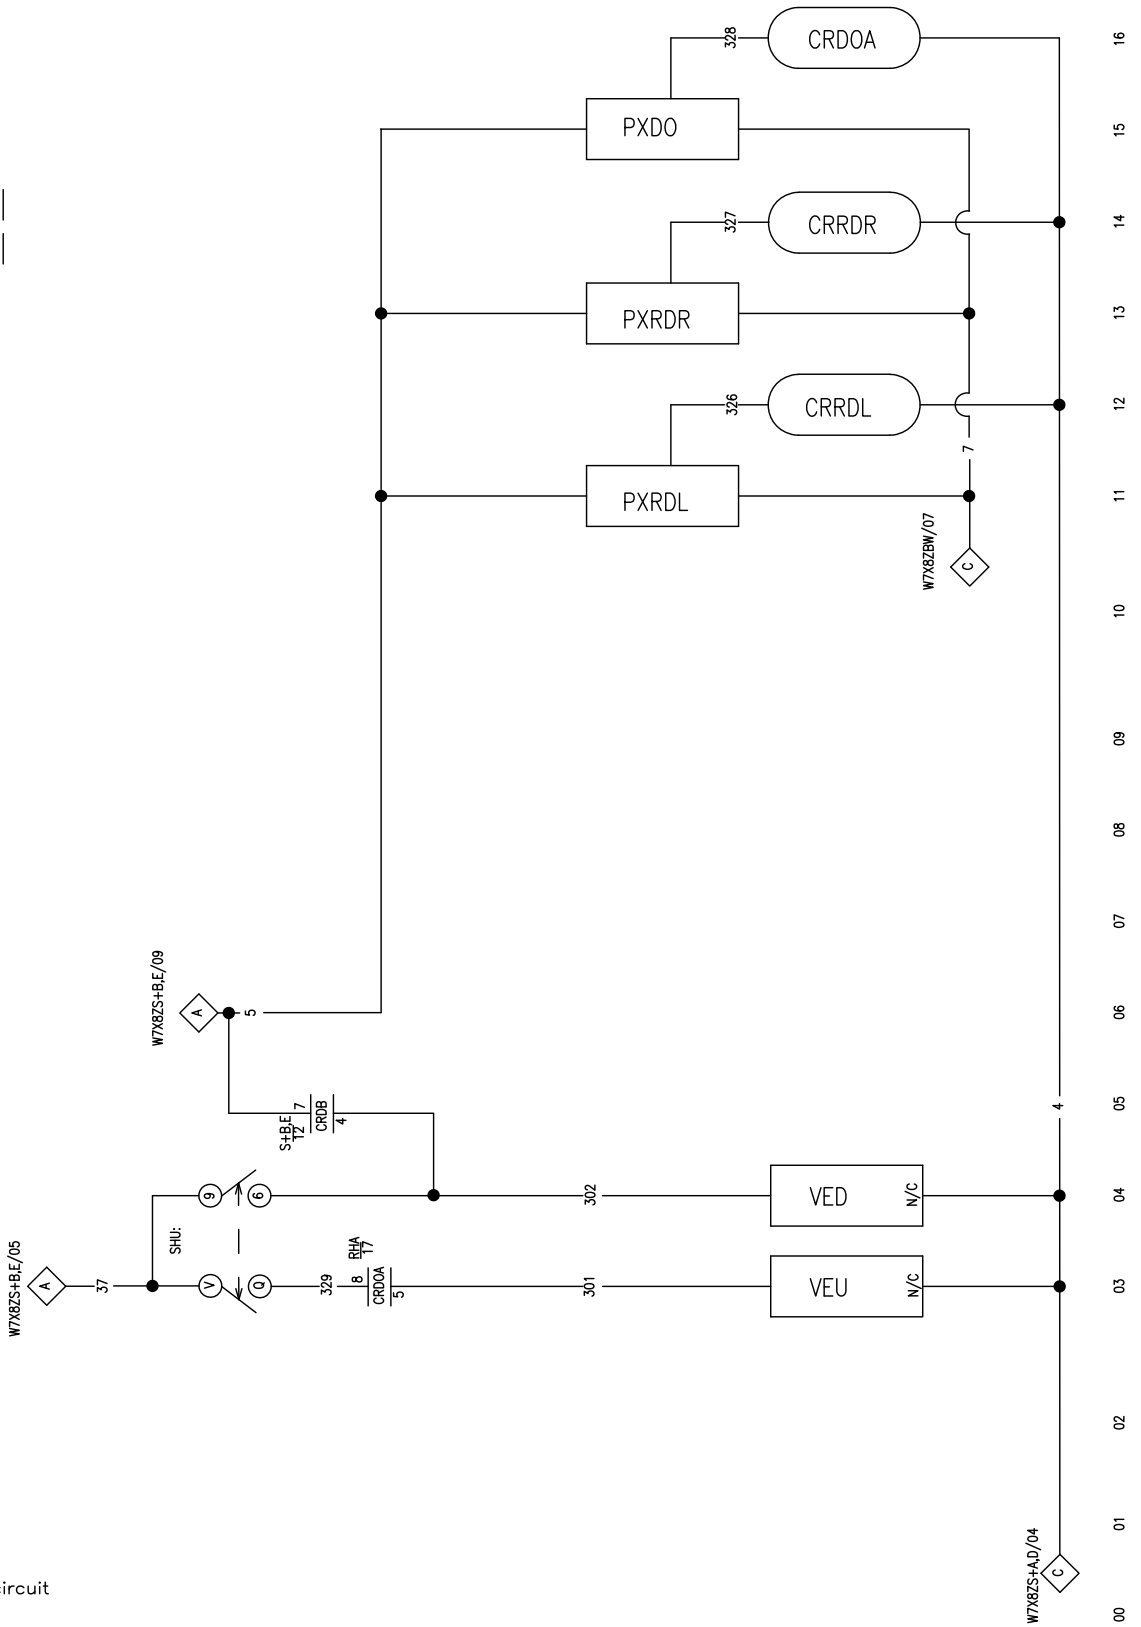 328
CRDOA
16
PXDO
15
327
CRRDR
14
PXRDR
13
326
CRRDL
12
7
PXRDL
11
W7X8ZBW/07
C
10
09
08
07
W7X8ZS+B,E/09
A
5
06
S+B,E
12
7
CRDB
4
05
4
9
6
302
VED
N/C
04
SHU:
W7X8ZS+B,E/05
A
37
V
Q
329
RHA
17
8
CRDOA
5
301
VEU
N/C
03
02
01
W7X8ZS+A,D/04
C
00
ircuit